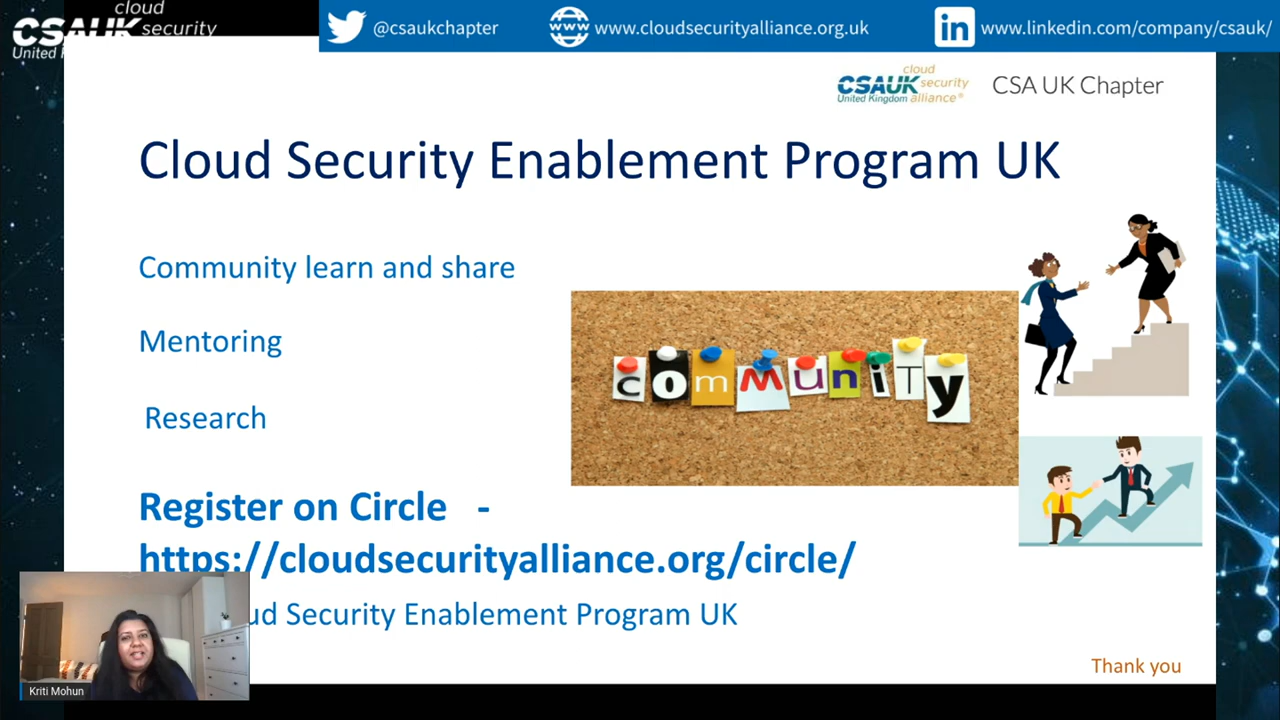 cloud
CSAUK security
United
@csaukchapter
www.cloudsecurityalliance.org.uk
in www.linkedin.com/company/csauk/
cloud
CSAUK security
United Kingdom alliance®
CSA UK Chapter
Cloud Security Enablement Program UK
Community learn and share
Mentoring
Research
community
Register on Circle -
https://cloudsecurityalliance.org/circle/
Security Enablement Program UK
Thank you
Kriti Mohun